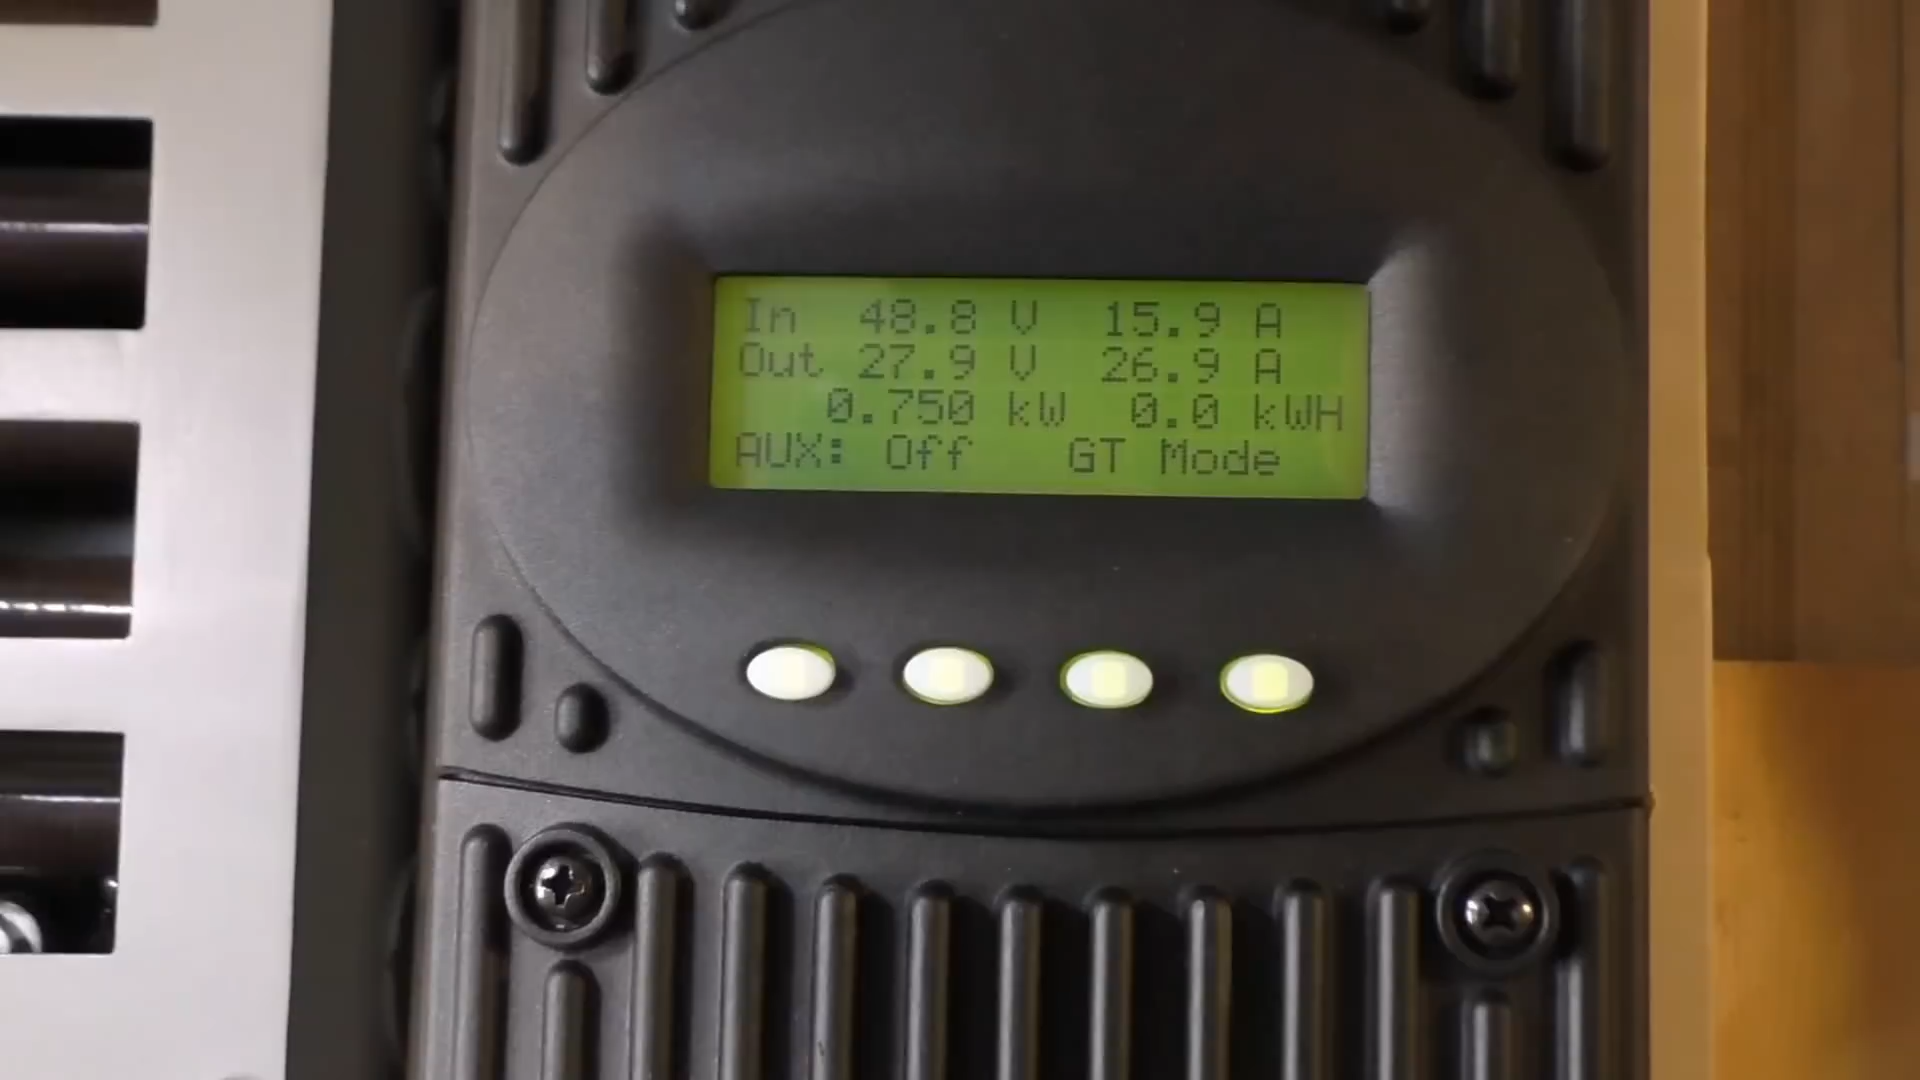 In 48.8 V 15.9 A
Out 27.9 V 26.9 A
0.750 kW 0.0 kWH
AUX: Off GT Mode